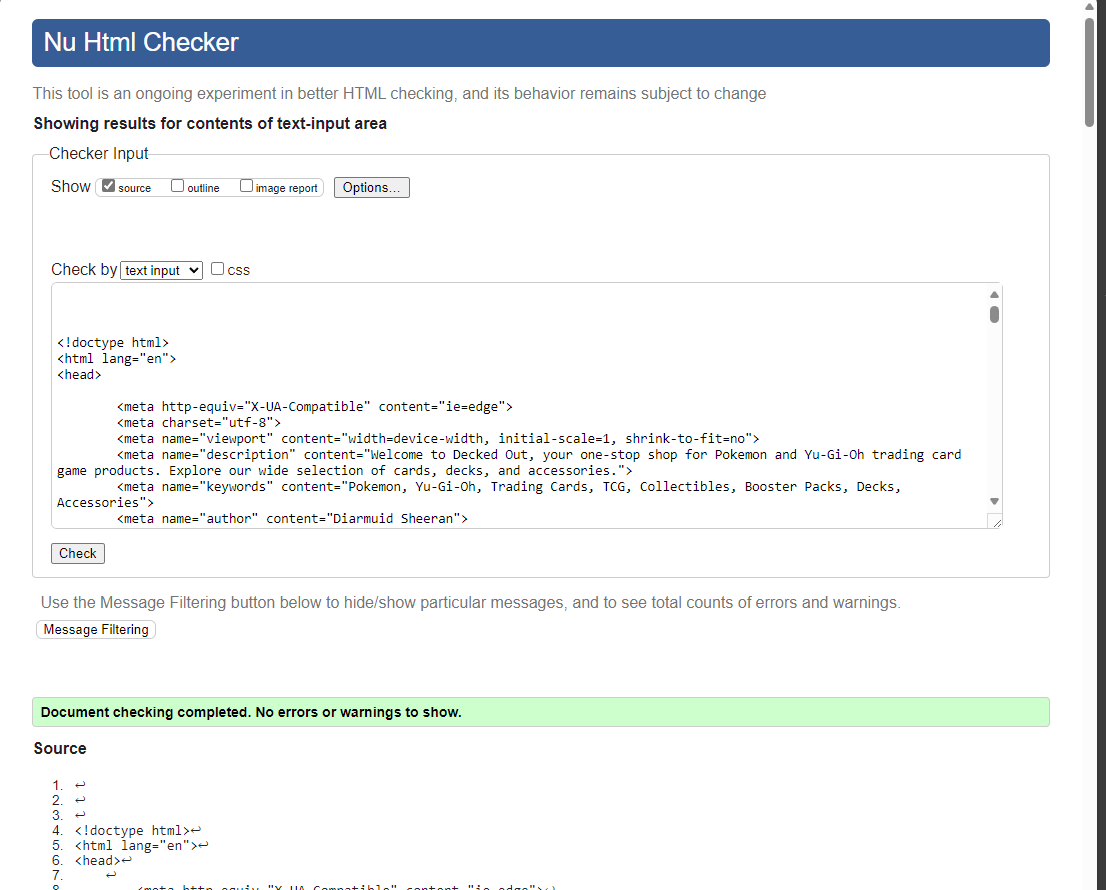 Nu Html Checker
This tool is an ongoing experiment in better HTML checking, and its behavior remains subject to change
Showing results for contents of text-input area
Checker Input
Show source outline image report Options...
Check by text input css
<!doctype html>
<html lang="en">
<head>
<meta http-equiv="X-UA-Compatible" content="ie=edge">
<meta charset="utf-8">
<meta name="viewport" content="width=device-width, initial-scale=1, shrink-to-fit=no">
<meta name="description" content="Welcome to Decked Out, your one-stop shop for Pokemon and Yu-Gi-Oh trading card
game products. Explore our wide selection of cards, decks, and accessories.">
<meta name="keywords" content="Pokemon, Yu-Gi-Oh, Trading Cards, TCG, Collectibles, Booster Packs, Decks,
Accessories">
<meta name="author" content="Diarmuid Sheeran">
Check
Use the Message Filtering button below to hide/show particular messages, and to see total counts of errors and warnings.
Message Filtering
Document checking completed. No errors or warnings to show.
Source
1. ↩
2. ↩
3. ↩
4. <!doctype html>↩
5. <html lang="en">↩
6. <head>↩
7. ↩
8. <meta http-equiv="X-UA-Compatible" content="ie=edge">↩